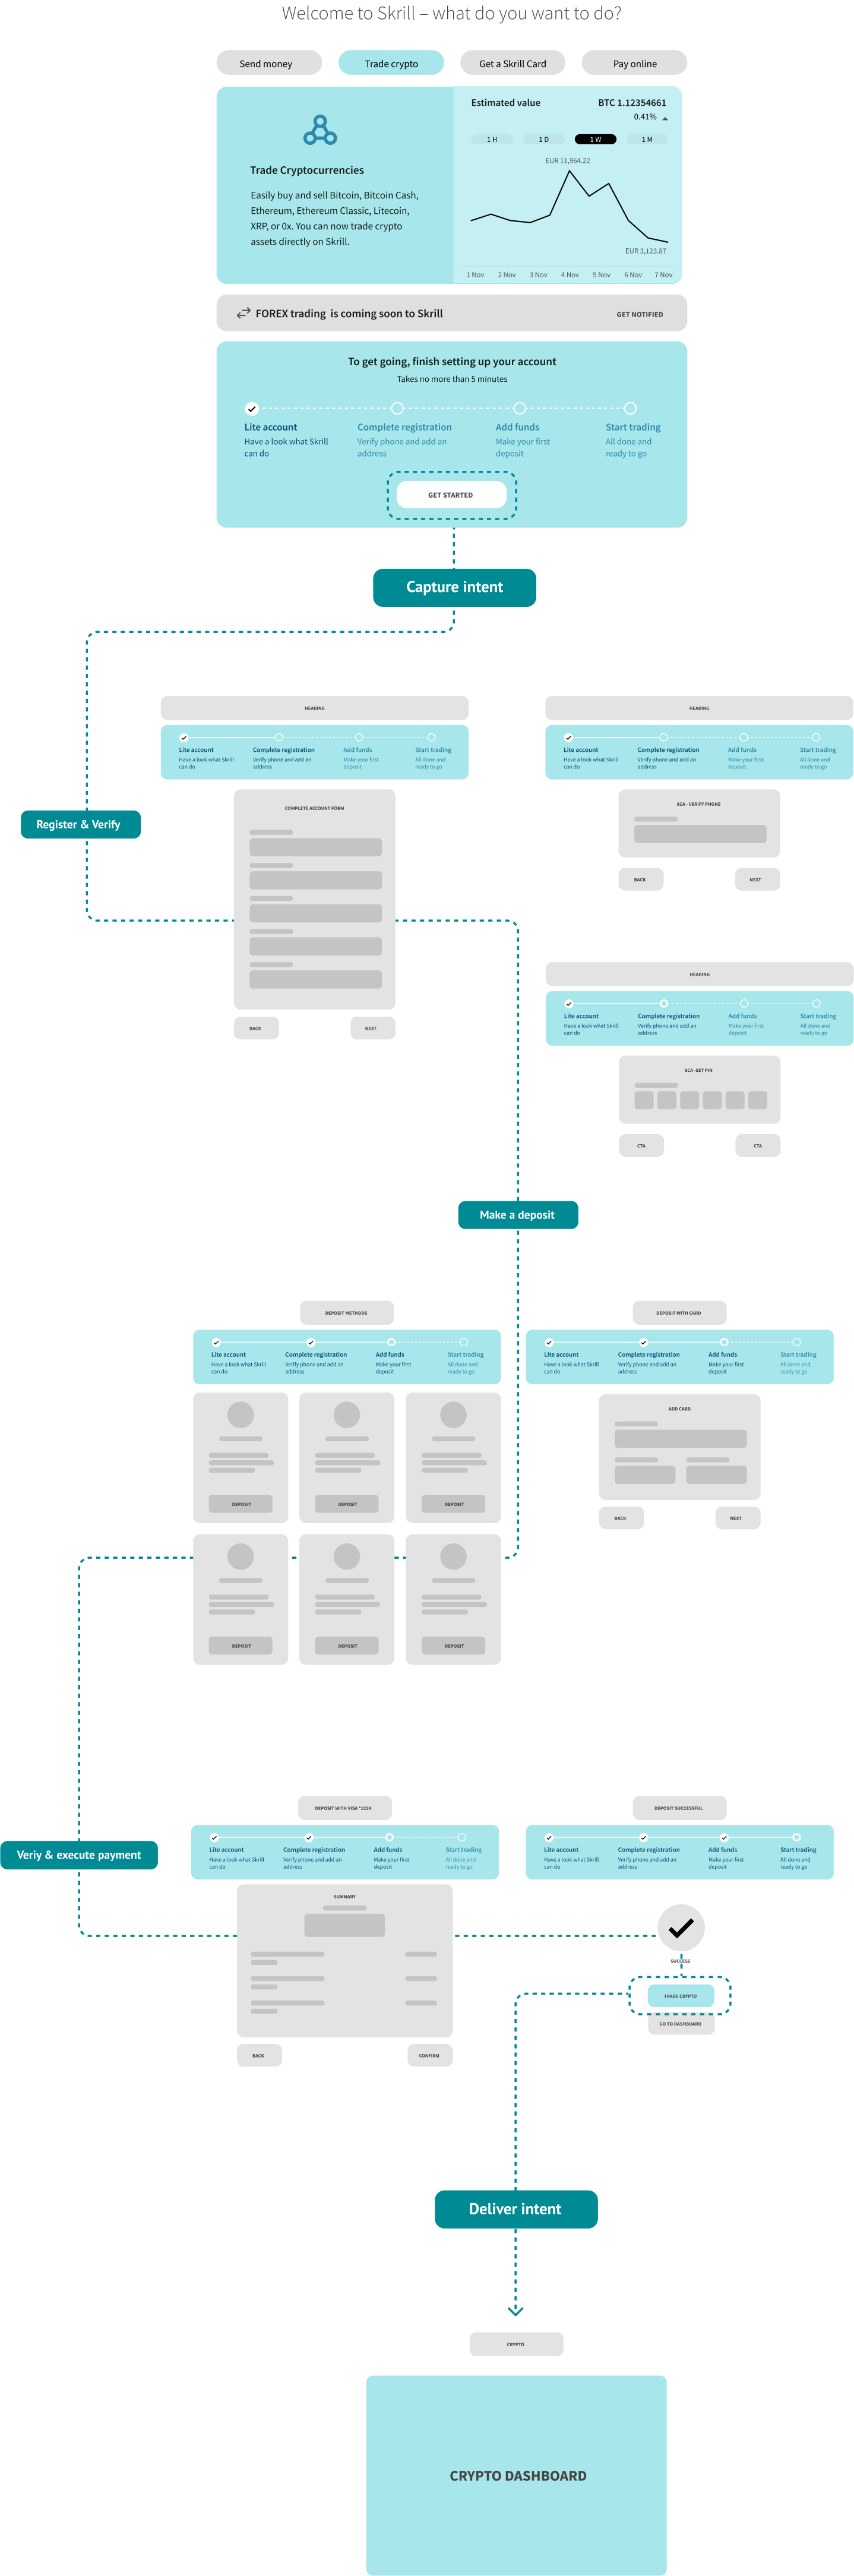 Welcome to Skrill – what do you want to do?
Send money
Trade crypto
Get a Skrill Card
Pay online
Trade Cryptocurrencies
Easily buy and sell Bitcoin, Bitcoin Cash,
Ethereum, Ethereum Classic, Litecoin,
XRP, or 0x. You can now trade crypto
assets directly on Skrill.
Estimated value
BTC 1.12354661
0.41%
1 H
1 D
1 W
1 M
EUR 11,964.22
EUR 3,123.87
1 Nov
2 Nov
3 Nov
4 Nov
5 Nov
6 Nov
7 Nov
FOREX trading is coming soon to Skrill
GET NOTIFIED
To get going, finish setting up your account
Takes no more than 5 minutes
Lite account
Have a look what Skrill
can do
Complete registration
Verify phone and add an
address
Add funds
Make your first
deposit
Start trading
All done and
ready to go
GET STARTED
Capture intent
HEADING
Lite account
Have a look what Skrill
can do
Complete registration
Verify phone and add an
address
Add funds
Make your first
deposit
Start trading
All done and
ready to go
HEADING
Lite account
Have a look what Skrill
can do
Complete registration
Verify phone and add an
address
Add funds
Make your first
deposit
Start trading
All done and
ready to go
Register & Verify
COMPLETE ACCOUNT FORM
BACK
NEXT
SCA - VERIFY PHONE
BACK
NEXT
HEADING
Lite account
Have a look what Skrill
can do
Complete registration
Verify phone and add an
address
Add funds
Make your first
deposit
Start trading
All done and
ready to go
SCA -SET PIN
CTA
CTA
Make a deposit
DEPOSIT METHODS
Lite account
Have a look what Skrill
can do
Complete registration
Verify phone and add an
address
Add funds
Make your first
deposit
Start trading
All done and
ready to go
DEPOSIT
DEPOSIT
DEPOSIT
DEPOSIT
DEPOSIT
DEPOSIT
DEPOSIT WITH CARD
Lite account
Have a look what Skrill
can do
Complete registration
Verify phone and add an
address
Add funds
Make your first
deposit
Start trading
All done and
ready to go
ADD CARD
BACK
NEXT
Veriy & execute payment
DEPOSIT WITH VISA *1234
Lite account
Have a look what Skrill
can do
Complete registration
Verify phone and add an
address
Add funds
Make your first
deposit
Start trading
All done and
ready to go
SUMMARY
BACK
CONFIRM
DEPOSIT SUCCESSFUL
Lite account
Have a look what Skrill
can do
Complete registration
Verify phone and add an
address
Add funds
Make your first
deposit
Start trading
All done and
ready to go
SUCCESS
TRADE CRYPTO
GO TO DASHBOARD
Deliver intent
CRYPTO
CRYPTO DASHBOARD